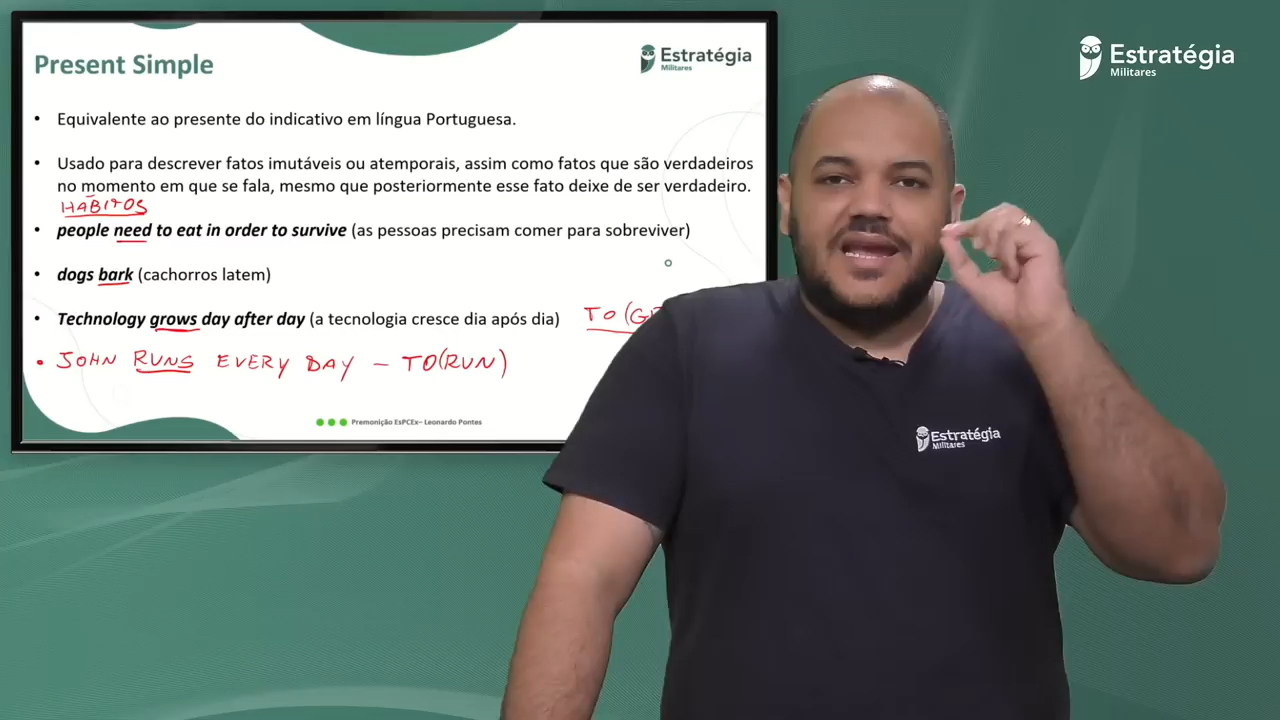 Present Simple
Estratégia
Militares
• Equivalente ao presente do indicativo em língua Portuguesa.
• Usado para descrever fatos imutáveis ou atemporais, assim como fatos que são verdadeiros
no momento em que se fala, mesmo que posteriormente esse fato deixe de ser verdadeiro.
HÁBITOS
• people need to eat in order to survive (as pessoas precisam comer para sobreviver)
• dogs bark (cachorros latem)
• Technology grows day after day (a tecnologia cresce dia após dia) TO
• JOHN RUNS EVERY DAY – TO(RUN)
Premonição EsPCEx– Leonardo Pontes
Estratégia
Militares
Estratégia
Militares